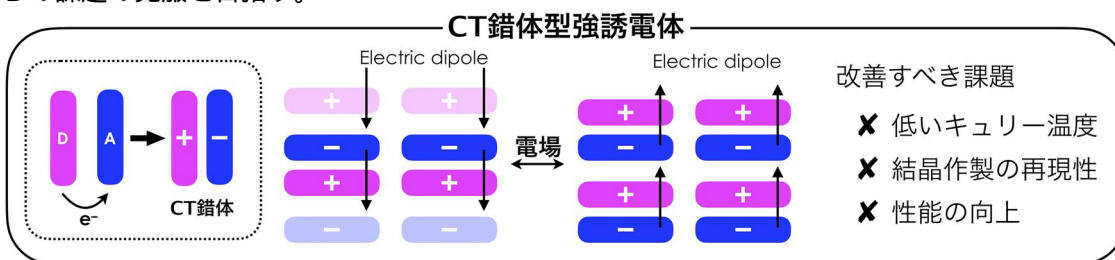 CT錯体型強誘電体
D
A
e⁻
+
−
CT錯体
Electric dipole
+ +
− −
+ +
− −
電場
Electric dipole
+ +
− −
+ +
− −
改善すべき課題
✘ 低いキュリー温度
✘ 結晶作製の再現性
✘ 性能の向上